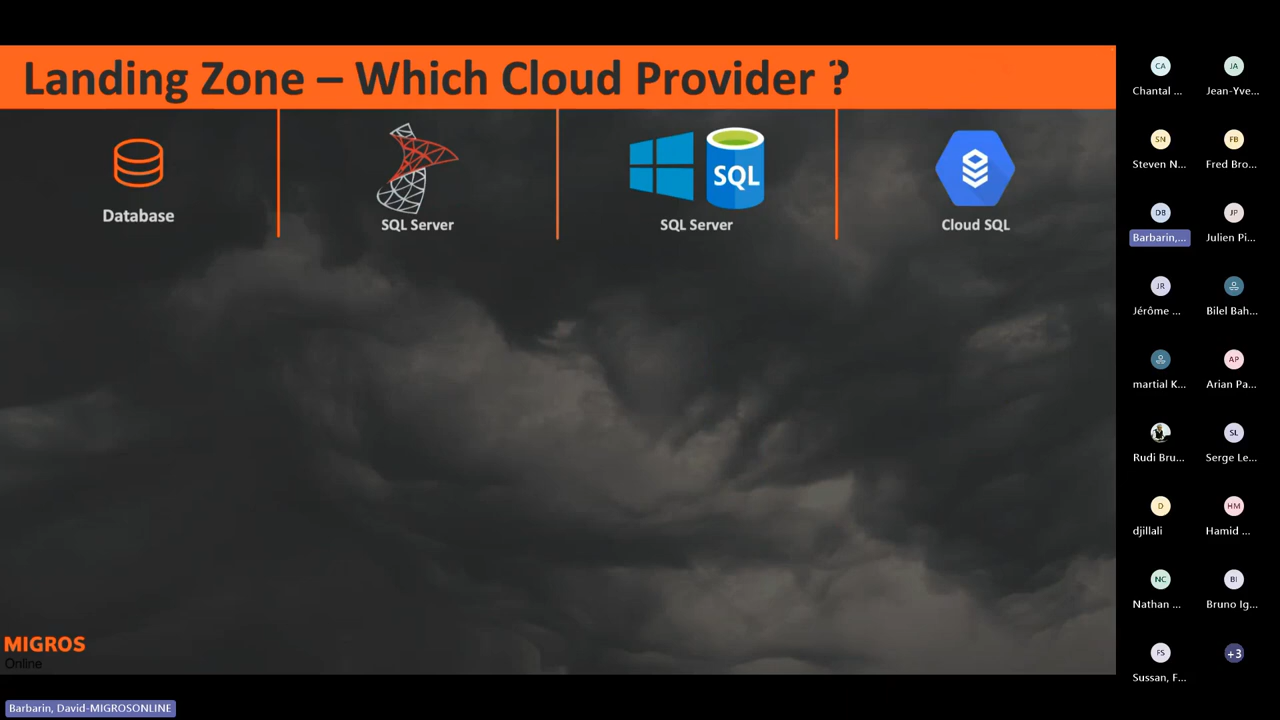 Landing Zone – Which Cloud Provider ?
Database
SQL Server
SQL
SQL Server
Cloud SQL
MIGROS
Online
CA
Chantal ...
JA
Jean-Yve...
SN
Steven N...
FB
Fred Bro...
DB
Barbarin,...
JP
Julien Pi...
JR
Jérôme ...
Bilel Bah...
martial K...
AP
Arian Pa...
Rudi Bru...
SL
Serge Le...
D
djillali
HM
Hamid ...
NC
Nathan ...
BI
Bruno Ig...
FS
Sussan, F...
+3
Barbarin, David-MIGROSONLINE